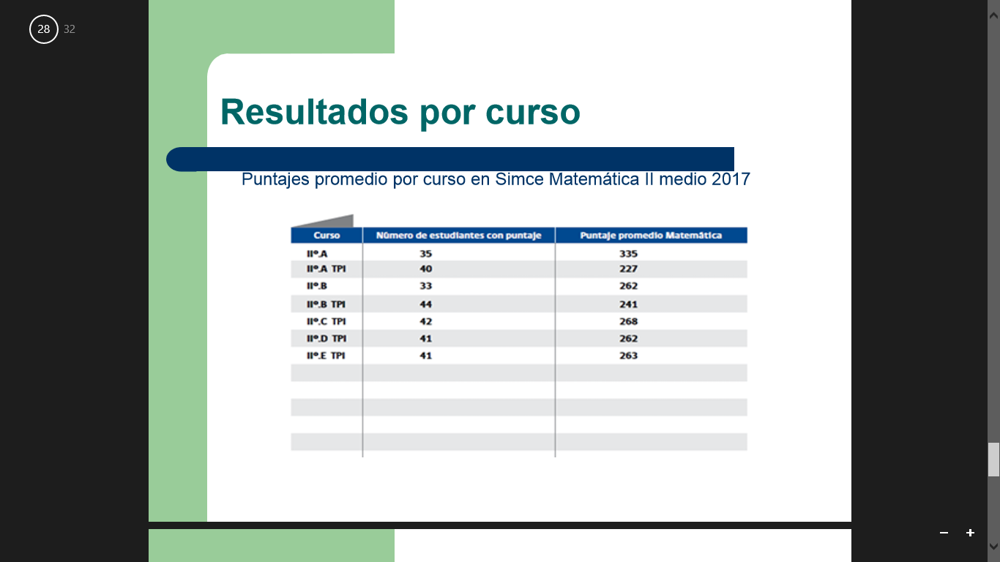 28 32
Resultados por curso
Puntajes promedio por curso en Simce Matemática II medio 2017
Curso Número de estudiantes con puntaje Puntaje promedio Matemática
IIº.A 35 335
IIº.A TPI 40 227
IIº.B 33 262
IIº.B TPI 44 241
IIº.C TPI 42 268
IIº.D TPI 41 262
IIº.E TPI 41 263